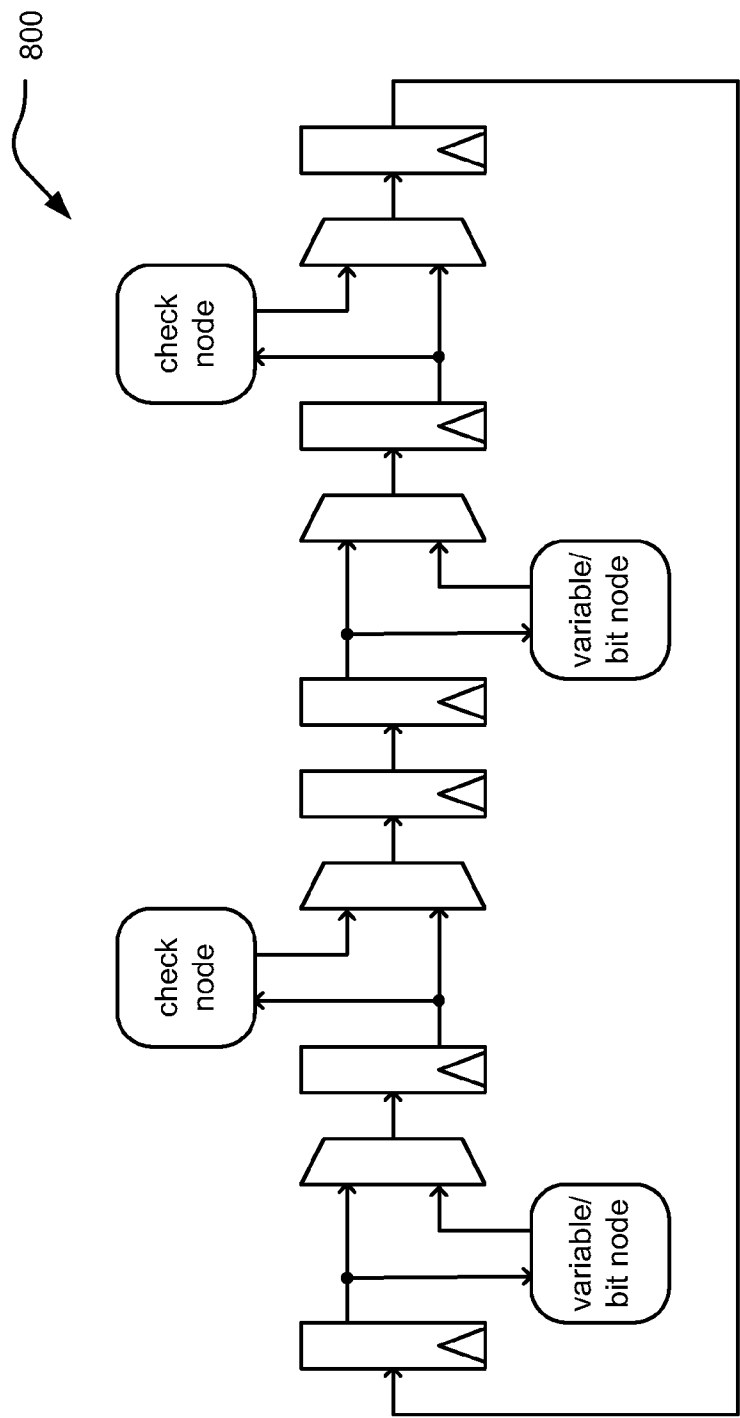 800
check
node
check
node
variable/
bit node
variable/
bit node